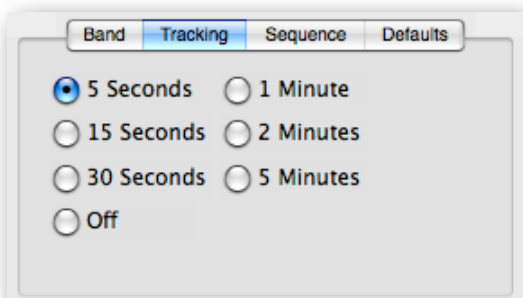 Band Tracking Sequence Defaults
5 Seconds 1 Minute
15 Seconds 2 Minutes
30 Seconds 5 Minutes
Off